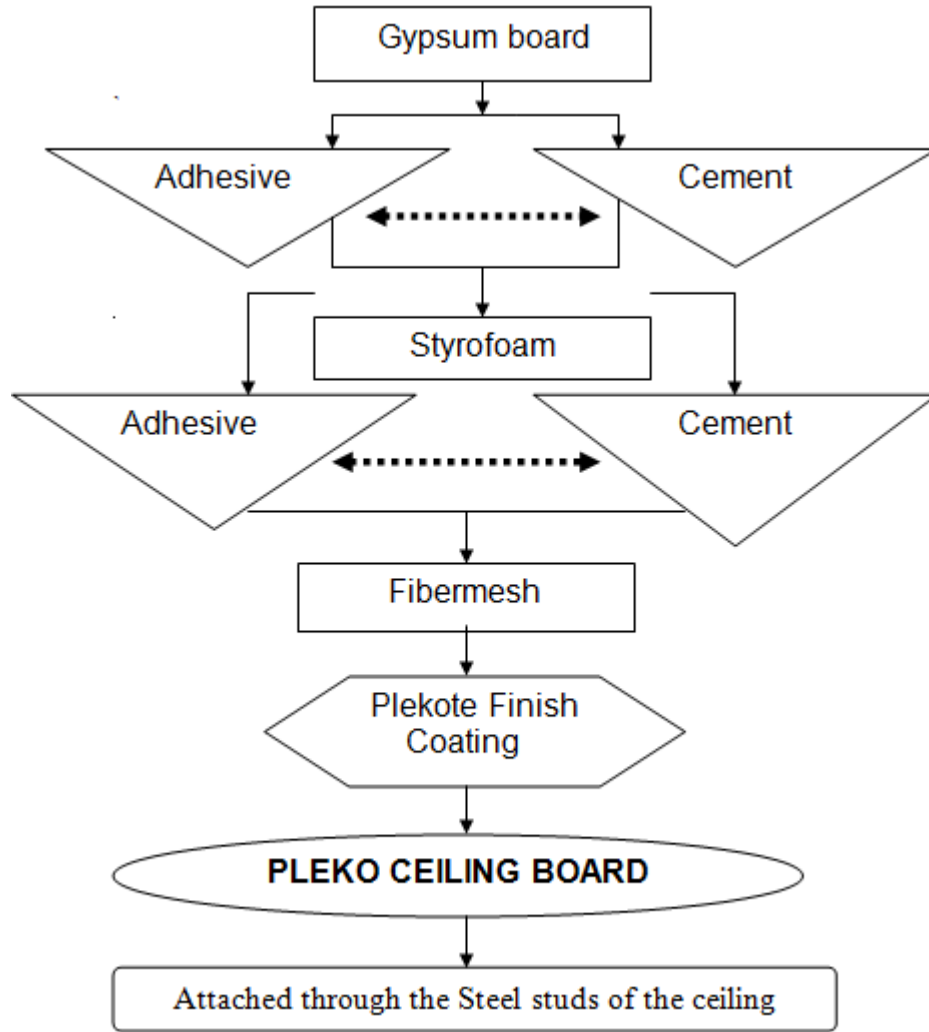 Gypsum board
Adhesive
Cement
Styrofoam
Adhesive
Cement
Fibermesh
Plekote Finish
Coating
PLEKO CEILING BOARD
Attached through the Steel studs of the ceiling